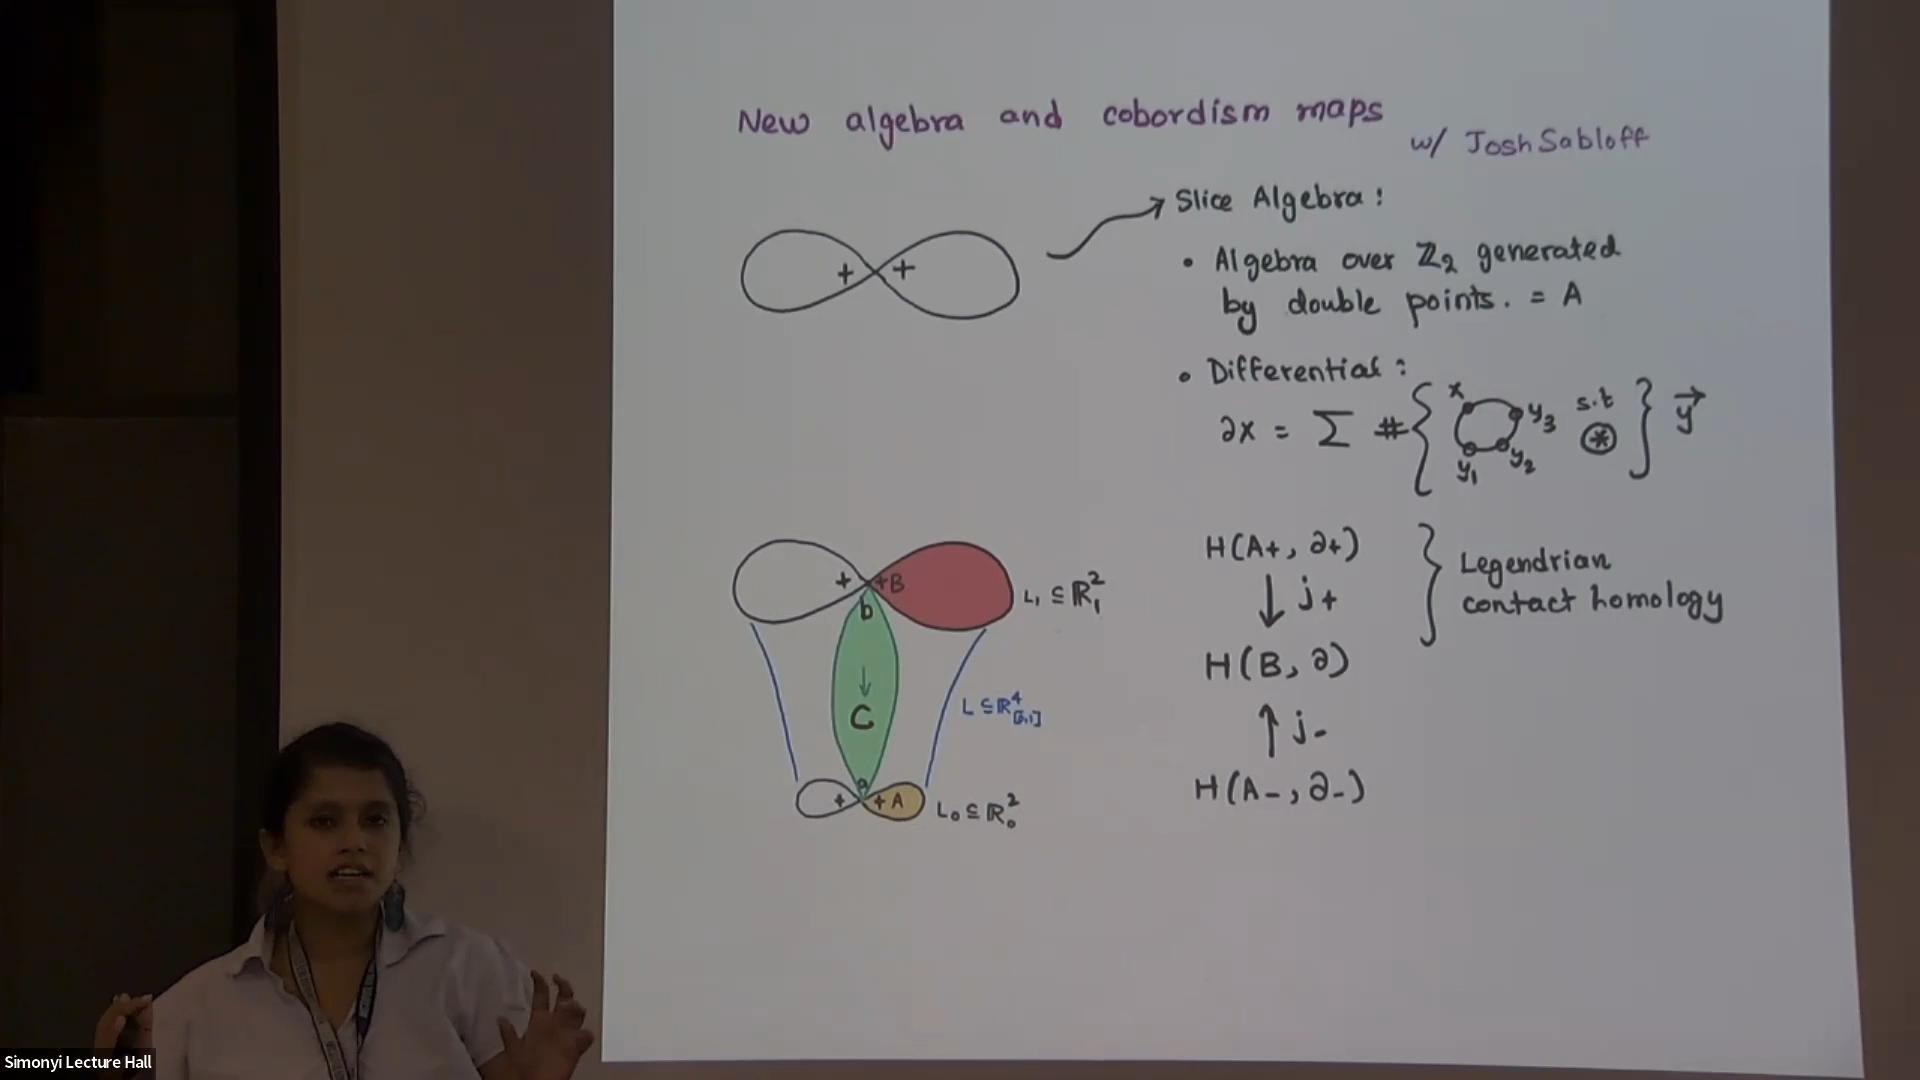 New algebra and cobordism maps
w/ Josh Sabloff
Slice Algebra :
+ +
• Algebra over ℤ₂ generated
by double points. = A
• Differential :
∂x = Σ # { x y₁ y₂ y₃ s.t ⊛ } y⃗
+ +B
b
L₁ ⊆ ℝ²₁
↓
C
L ⊆ ℝ⁴[0,1]
a
+ +A
L₀ ⊆ ℝ²₀
H(A+, ∂+)
↓ j+
H(B, ∂)
↑ j-
H(A-, ∂-)
} Legendrian
contact homology
Simonyi Lecture Hall